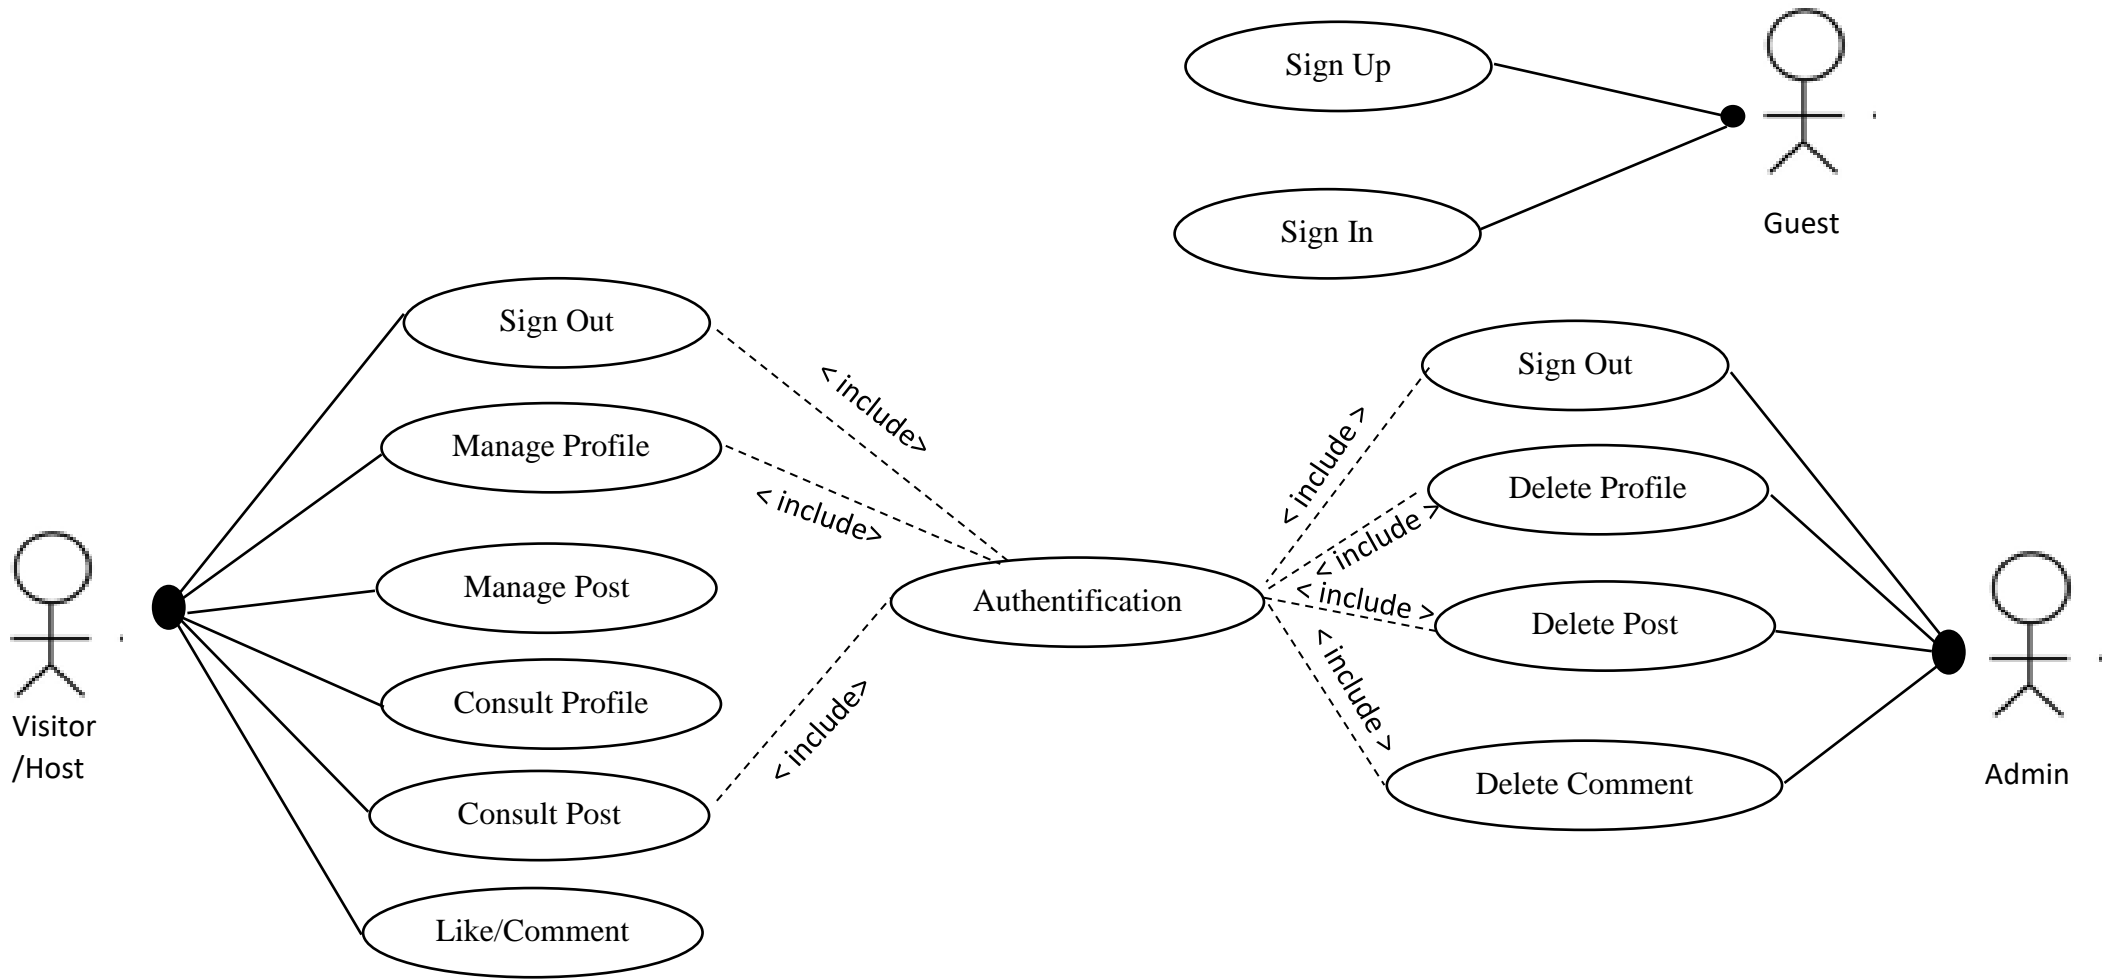 Sign Up
Sign In
Guest
Sign Out
Manage Profile
Manage Post
Consult Profile
Consult Post
Like/Comment
Visitor
/Host
< include>
< include>
< include>
Authentification
< include >
< include >
< include >
< include >
Sign Out
Delete Profile
Delete Post
Delete Comment
Admin